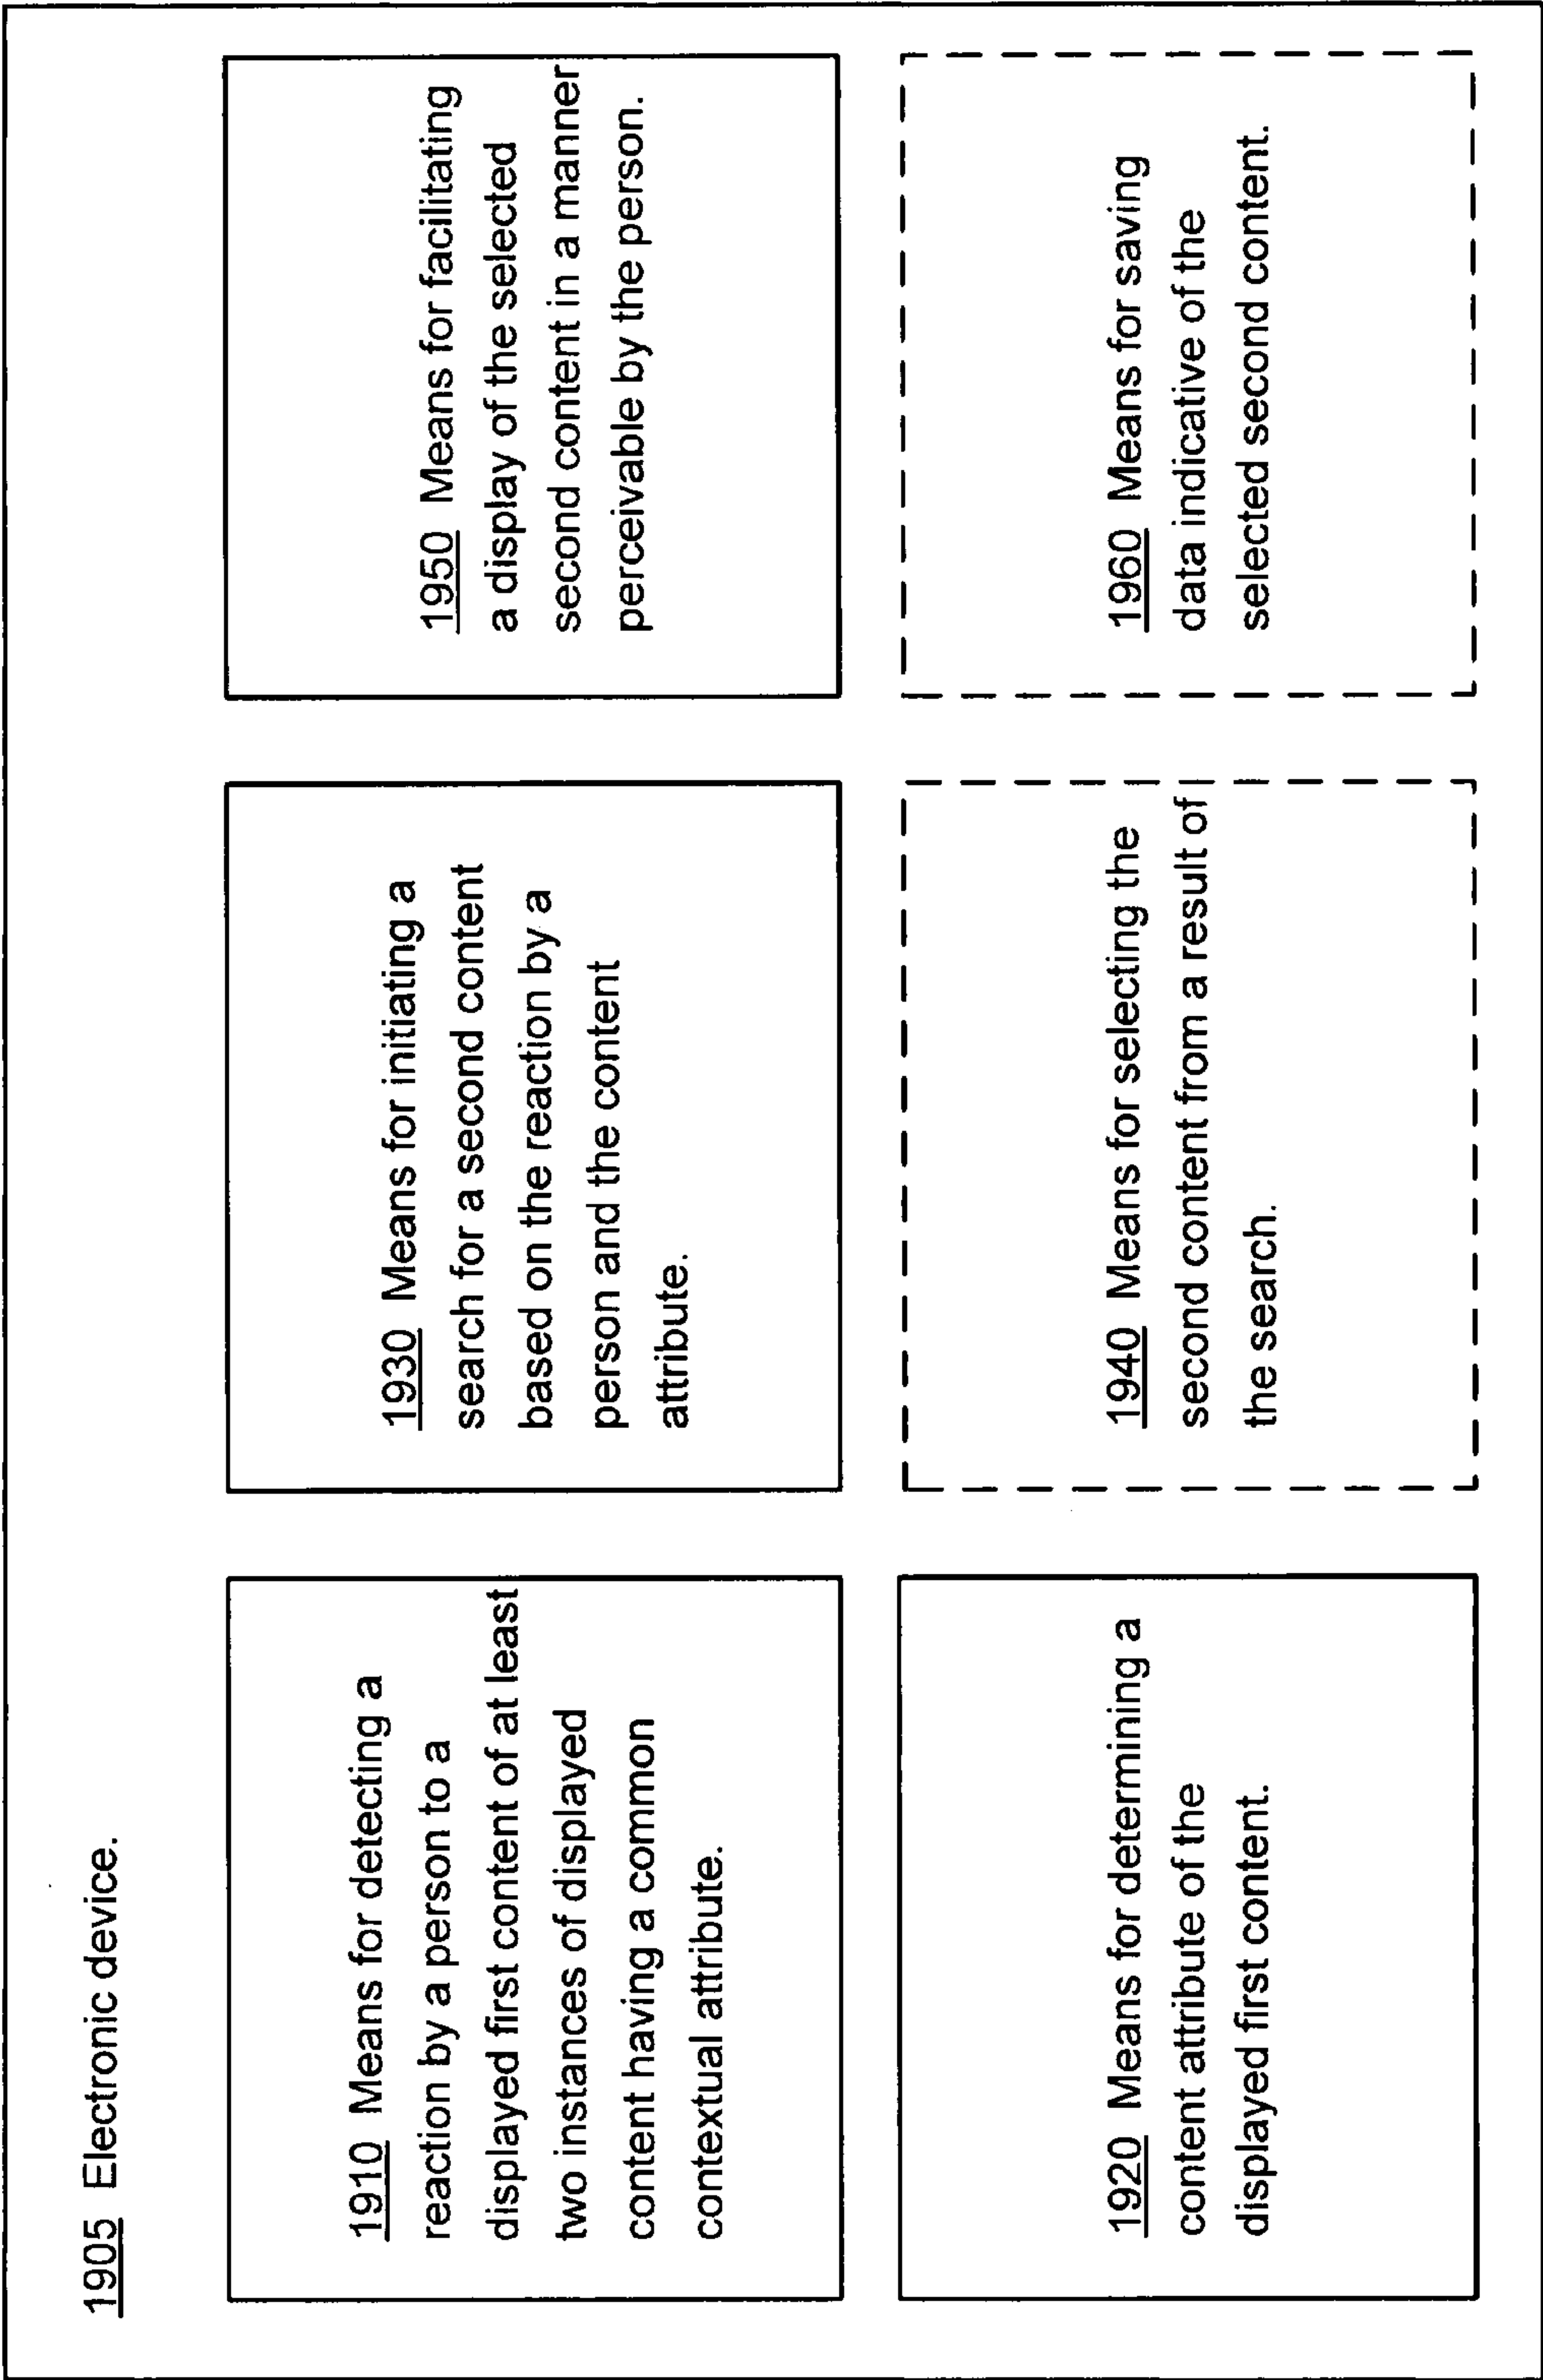 1905 Electronic device.
1910 Means for detecting a
reaction by a person to a
displayed first content of at least
two instances of displayed
content having a common
contextual attribute.
1920 Means for determining a
content attribute of the
displayed first content.
1930 Means for initiating a
search for a second content
based on the reaction by a
person and the content
attribute.
1940 Means for selecting the
second content from a result of
the search.
1950 Means for facilitating
a display of the selected
second content in a manner
perceivable by the person.
1960 Means for saving
data indicative of the
selected second content.